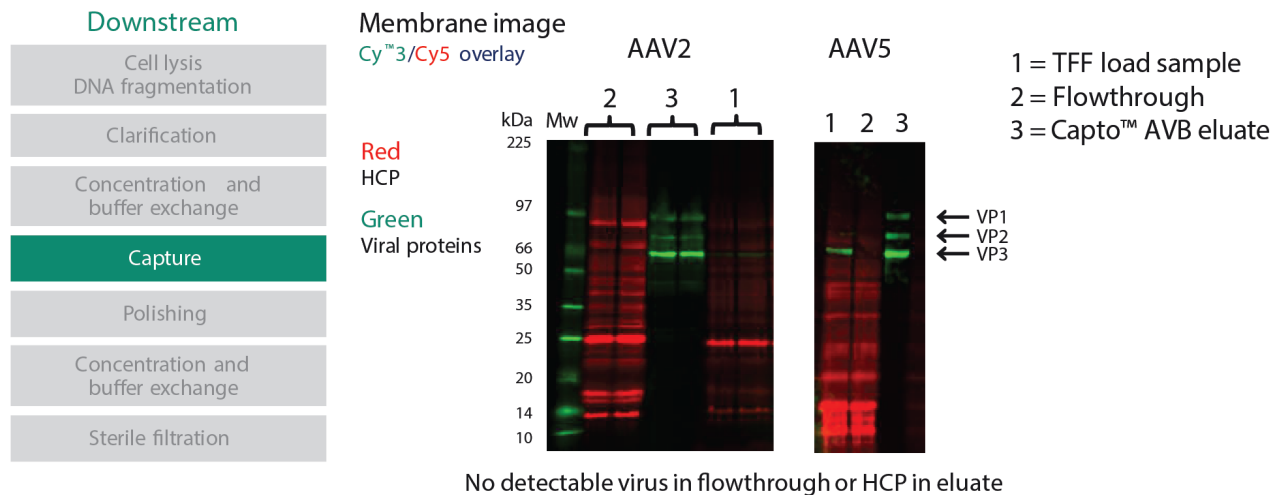 Downstream
Cell lysis
DNA fragmentation
Clarification
Concentration and
buffer exchange
Capture
Polishing
Concentration and
buffer exchange
Sterile filtration
Membrane image
Cy™3/Cy5 overlay
Red
HCP
Green
Viral proteins
AAV2
2 3 1
kDa Mw
225
97
66
50
35
25
20
14
10
AAV5
1 2 3
VP1
VP2
VP3
1 = TFF load sample
2 = Flowthrough
3 = Capto™ AVB eluate
No detectable virus in flowthrough or HCP in eluate